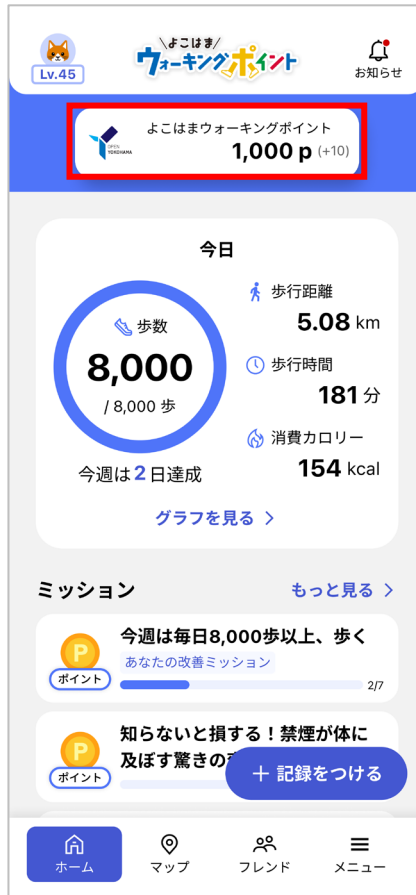 Lv.45
よこはま
ウォーキングポイント
お知らせ
OPEN
YOKOHAMA
よこはまウォーキングポイント
1,000 p (+10)
今日
歩数
8,000
/ 8,000 歩
今週は2日達成
歩行距離
5.08 km
歩行時間
181 分
消費カロリー
154 kcal
グラフを見る >
ミッション
もっと見る >
P
ポイント
今週は毎日8,000歩以上、歩く
あなたの改善ミッション
2/7
P
ポイント
知らないと損する!禁煙が体に
及ぼす驚きの
+ 記録をつける
ホーム
マップ
フレンド
メニュー